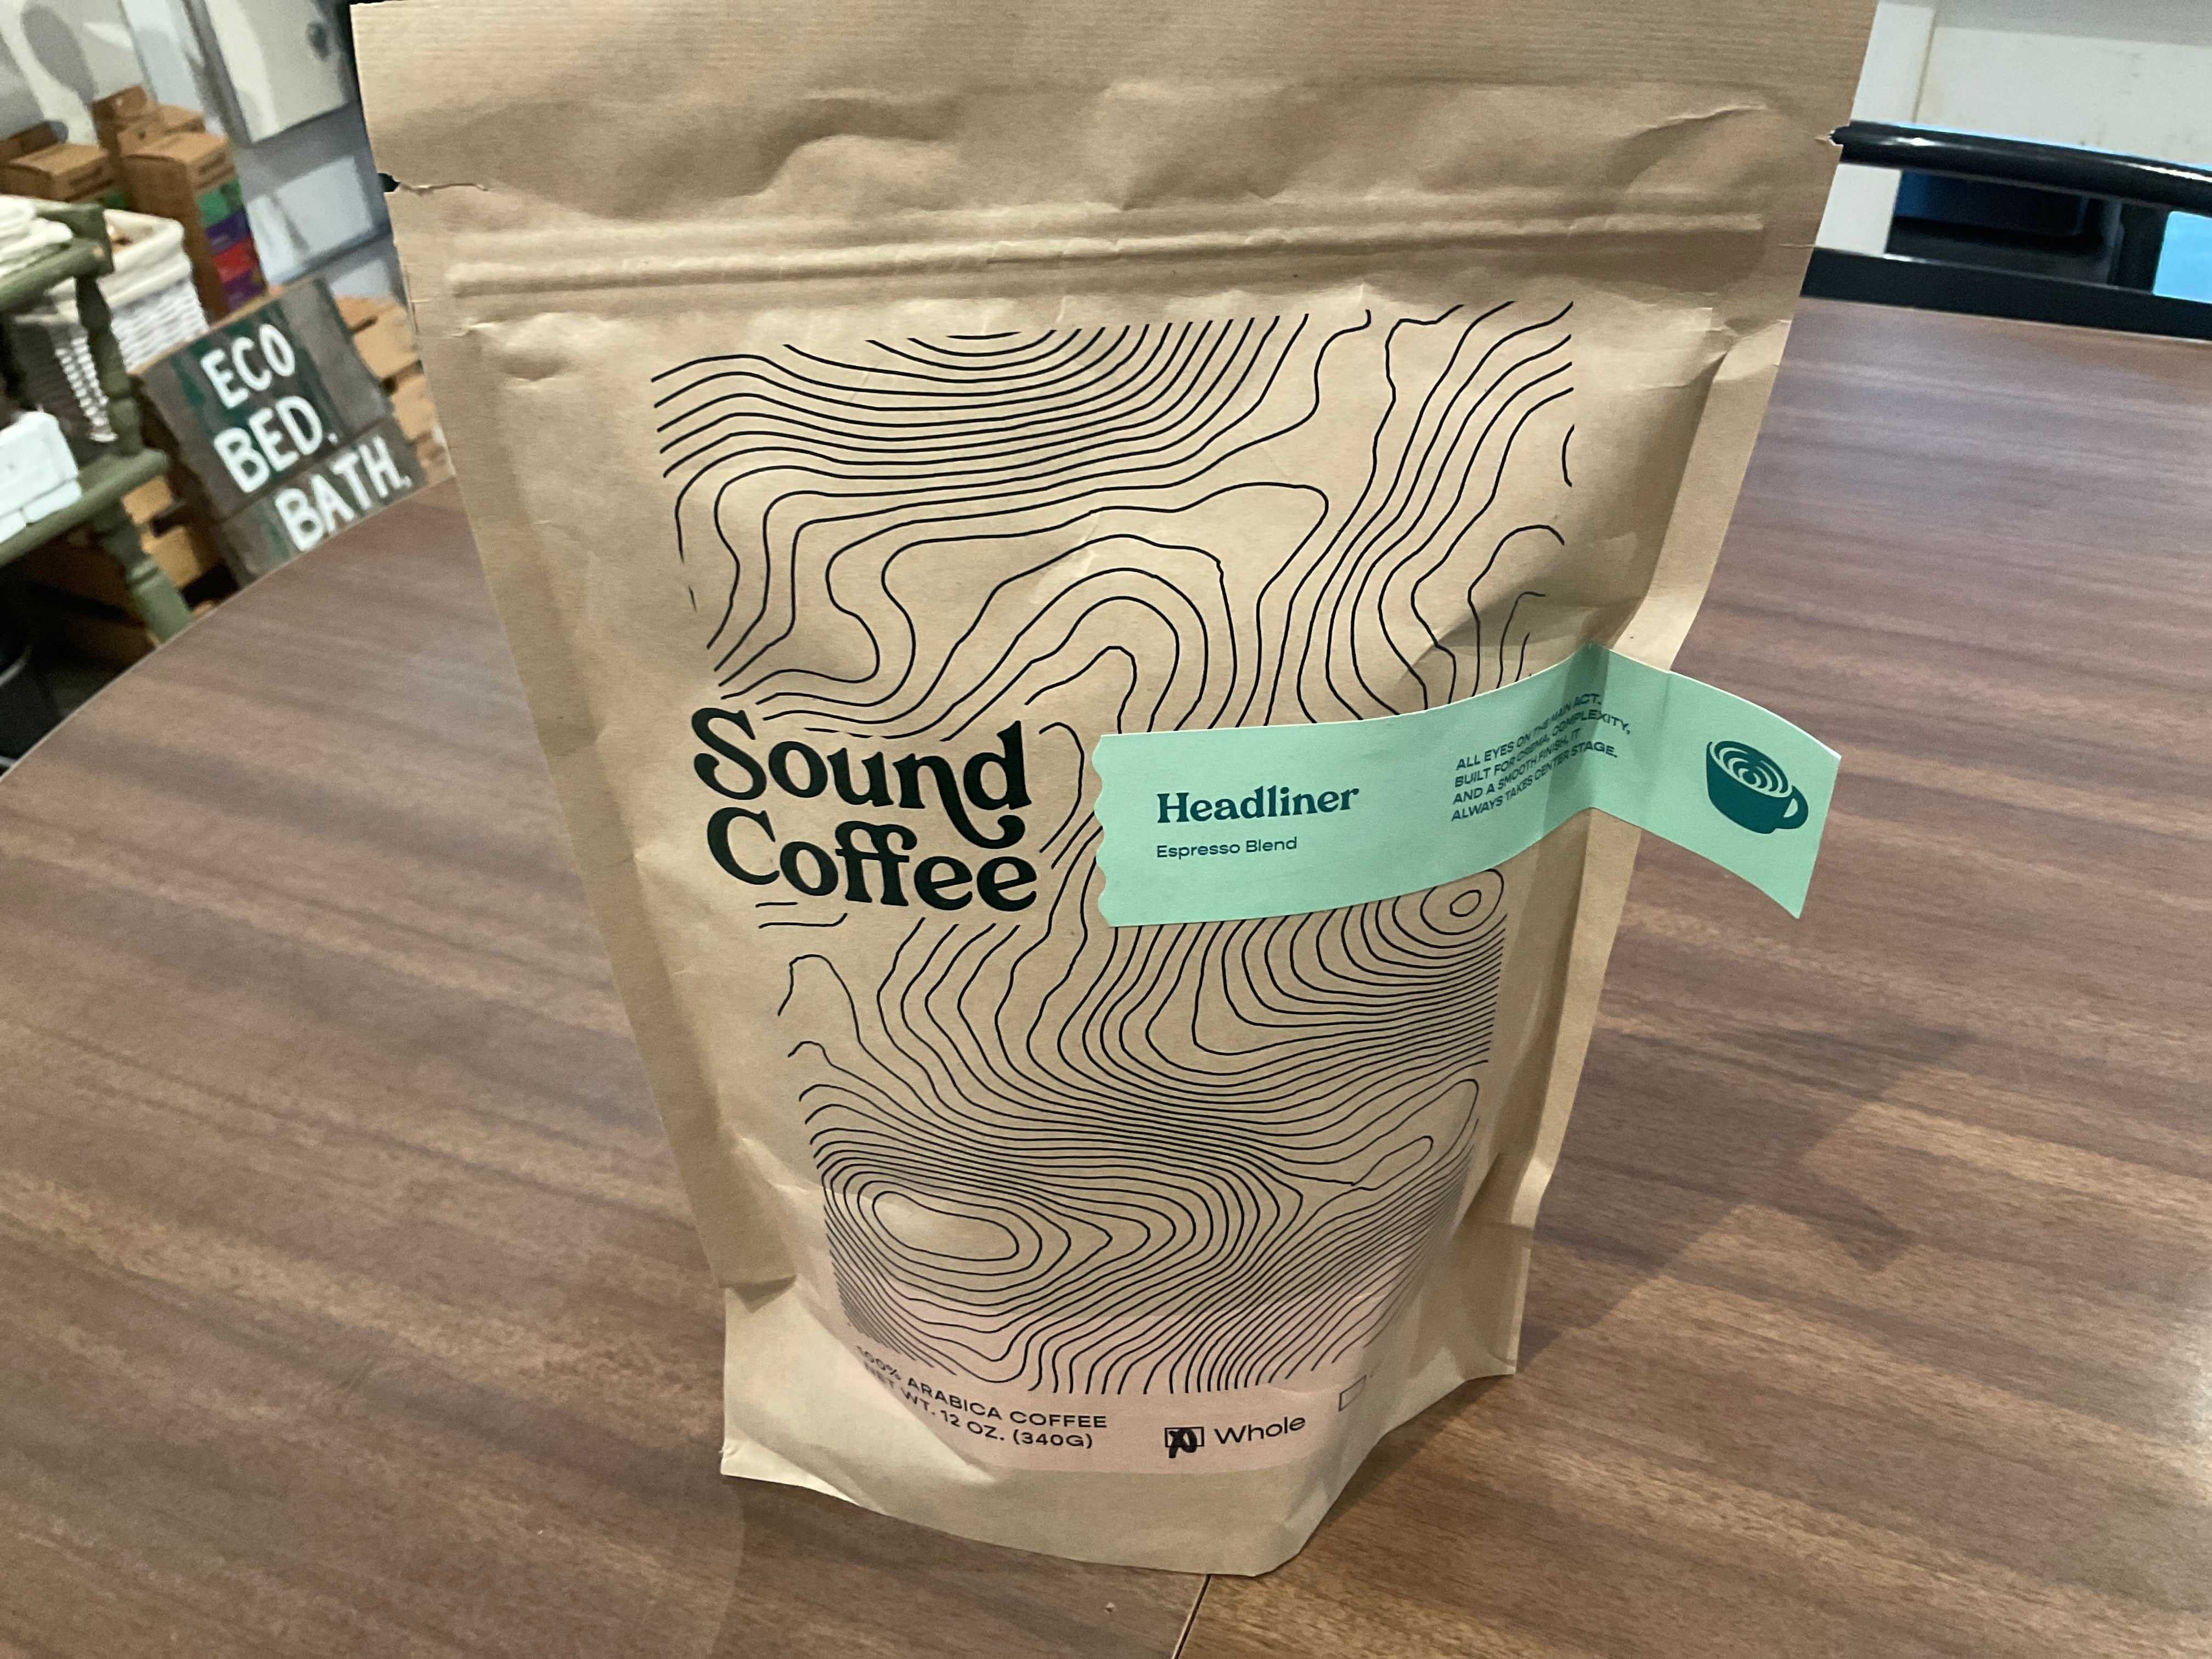 ECO
BED,
BATH,
Sound
Coffee
Headliner
Espresso Blend
ALL EYES ON THE MAIN ACT.
BUILT FOR CREMA, COMPLEXITY,
AND A SMOOTH FINISH, IT
ALWAYS TAKES CENTER STAGE.
100% ARABICA COFFEE
NET WT. 12 OZ. (340G)
Whole